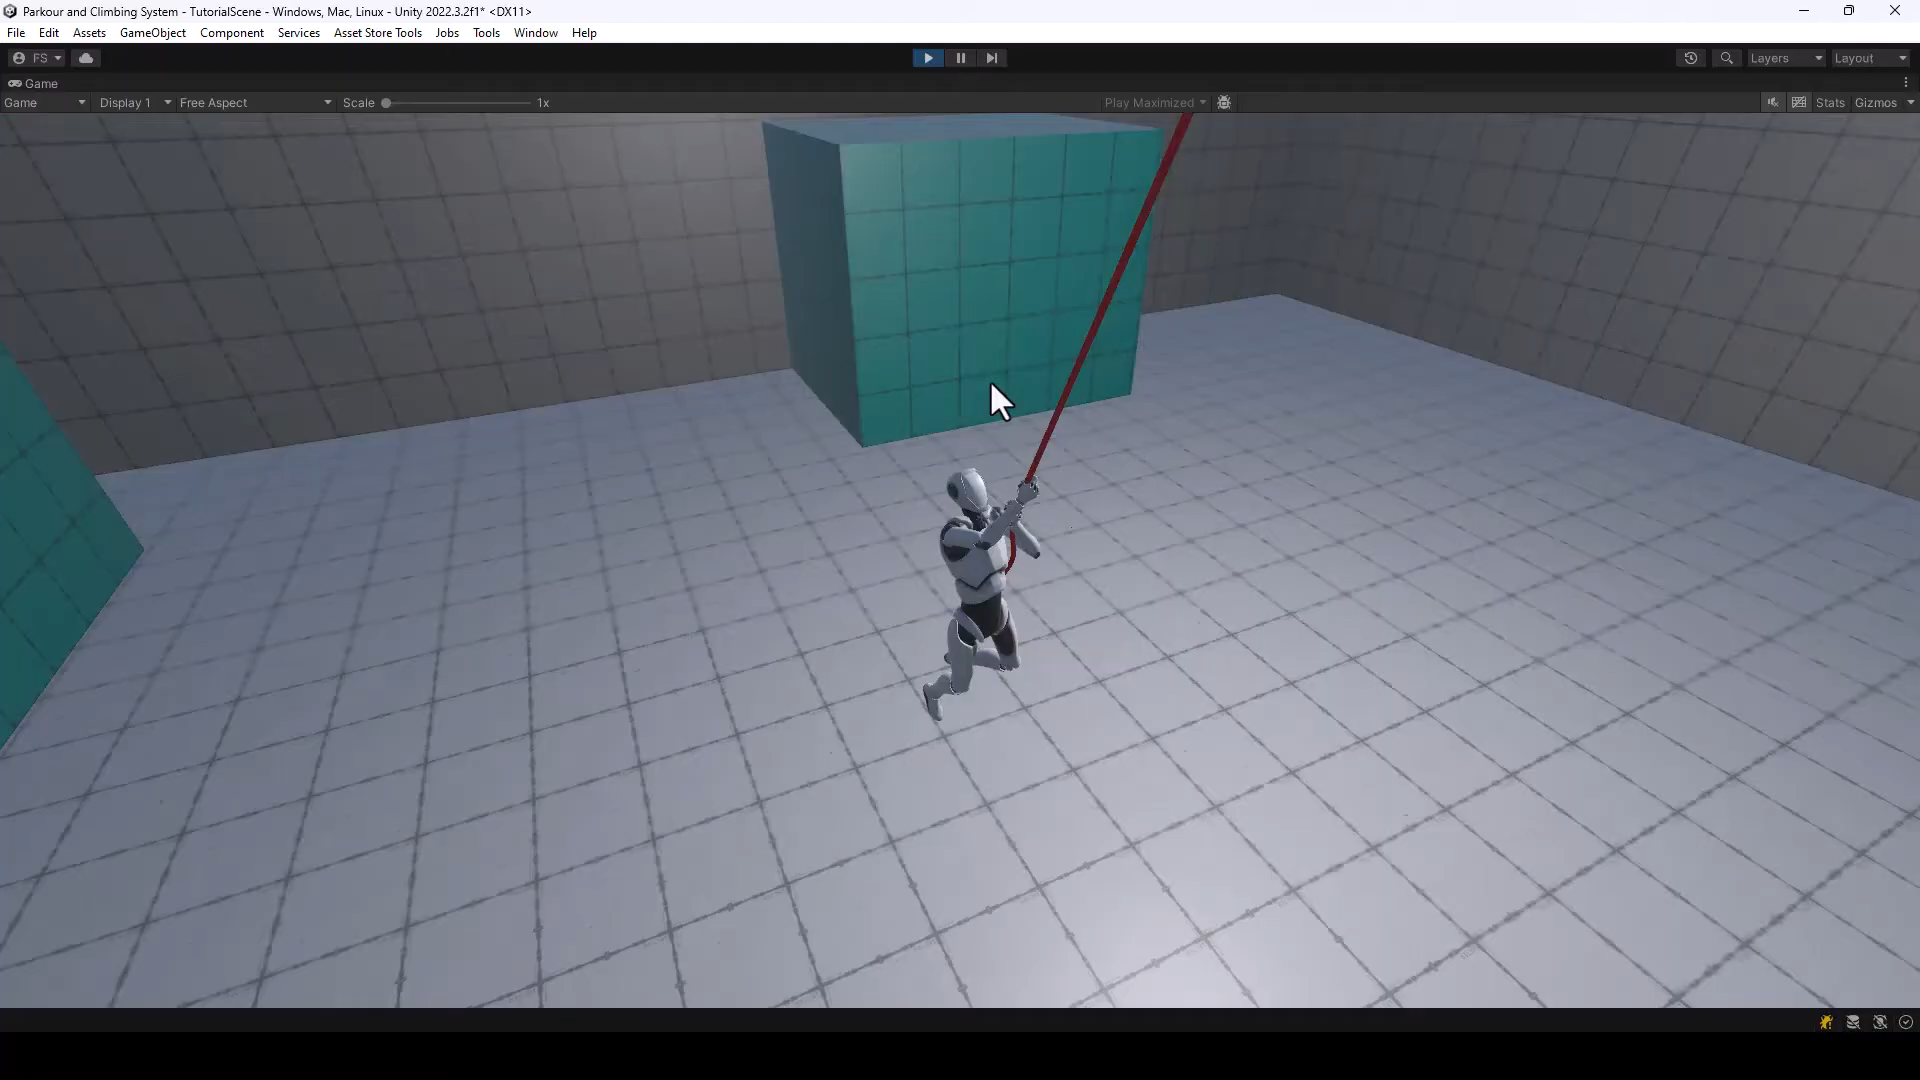 Parkour and Climbing System - TutorialScene - Windows, Mac, Linux - Unity 2022.3.2f1* <DX11>
File Edit Assets GameObject Component Services Asset Store Tools Jobs Tools Window Help
FS Layers Layout
Game
Game Display 1 Free Aspect Scale 1x Play Maximized Stats Gizmos